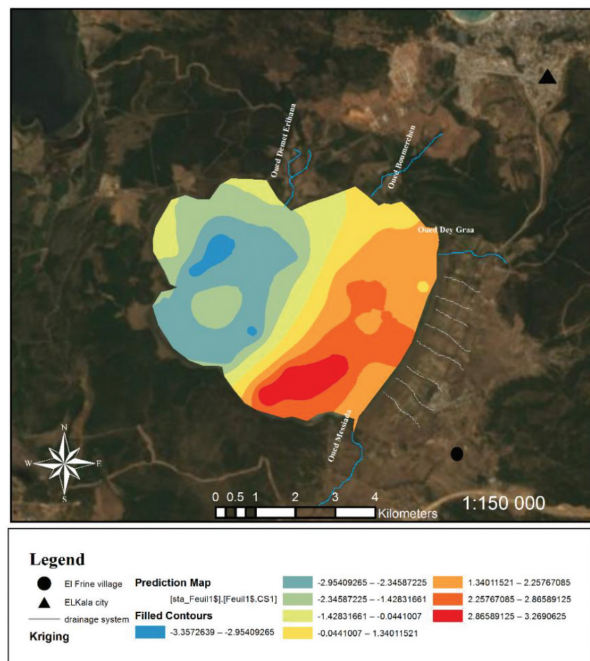 Oued Demet Erihana
Oued Boumerchen
Oued Dey Graa
Oued Messiada
N
W
E
S
0 0.5 1 2 3 4
Kilometers
1:150 000
Legend
El Frine village
ELKala city
drainage system
Kriging
Prediction Map
[sta_Feuil1$].[Feuil1$.CS1]
Filled Contours
-3.3572639 – -2.95409265
-2.95409265 – -2.34587225
-2.34587225 – -1.42831661
-1.42831661 – -0.0441007
-0.0441007 – 1.34011521
1.34011521 – 2.25767085
2.25767085 – 2.86589125
2.86589125 – 3.2690625